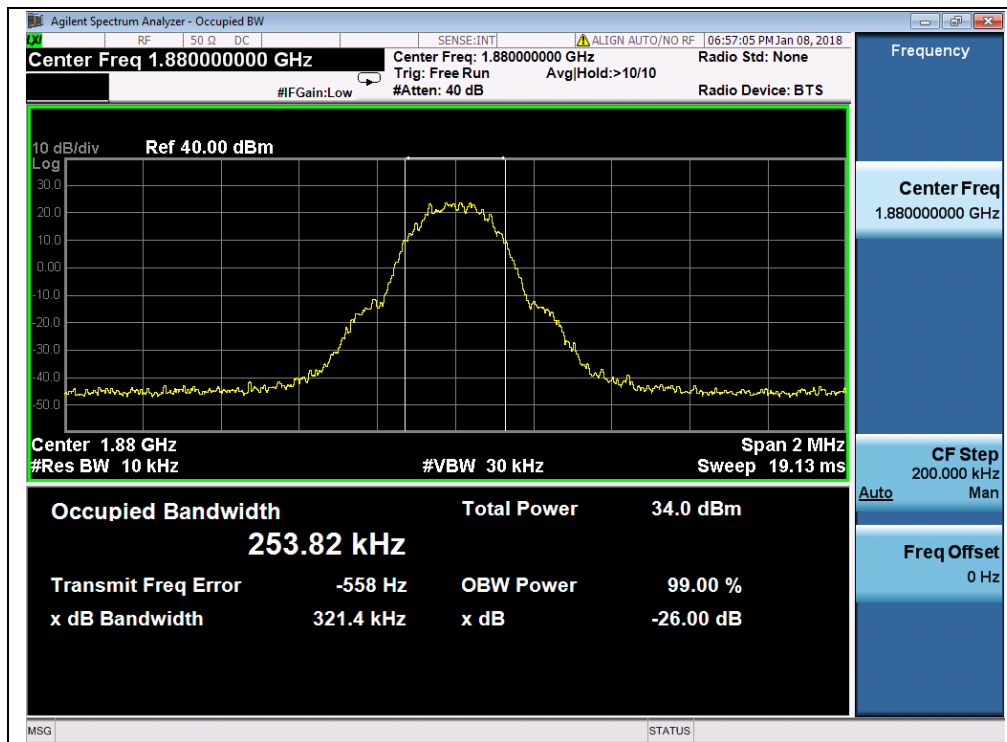 Agilent Spectrum Analyzer - Occupied BW
LXI RF 50 Ω DC SENSE:INT ALIGN AUTO/NO RF 06:57:05 PM Jan 08, 2018
Center Freq 1.880000000 GHz
#IFGain:Low
Center Freq: 1.880000000 GHz
Trig: Free Run Avg|Hold:>10/10
#Atten: 40 dB
Radio Std: None
Radio Device: BTS
10 dB/div Ref 40.00 dBm
Log
30.0
20.0
10.0
0.00
-10.0
-20.0
-30.0
-40.0
-50.0
Center 1.88 GHz Span 2 MHz
#Res BW 10 kHz #VBW 30 kHz Sweep 19.13 ms
Occupied Bandwidth Total Power 34.0 dBm
253.82 kHz
Transmit Freq Error -558 Hz OBW Power 99.00 %
x dB Bandwidth 321.4 kHz x dB -26.00 dB
Frequency
Center Freq
1.880000000 GHz
CF Step
200.000 kHz
Auto Man
Freq Offset
0 Hz
MSG STATUS